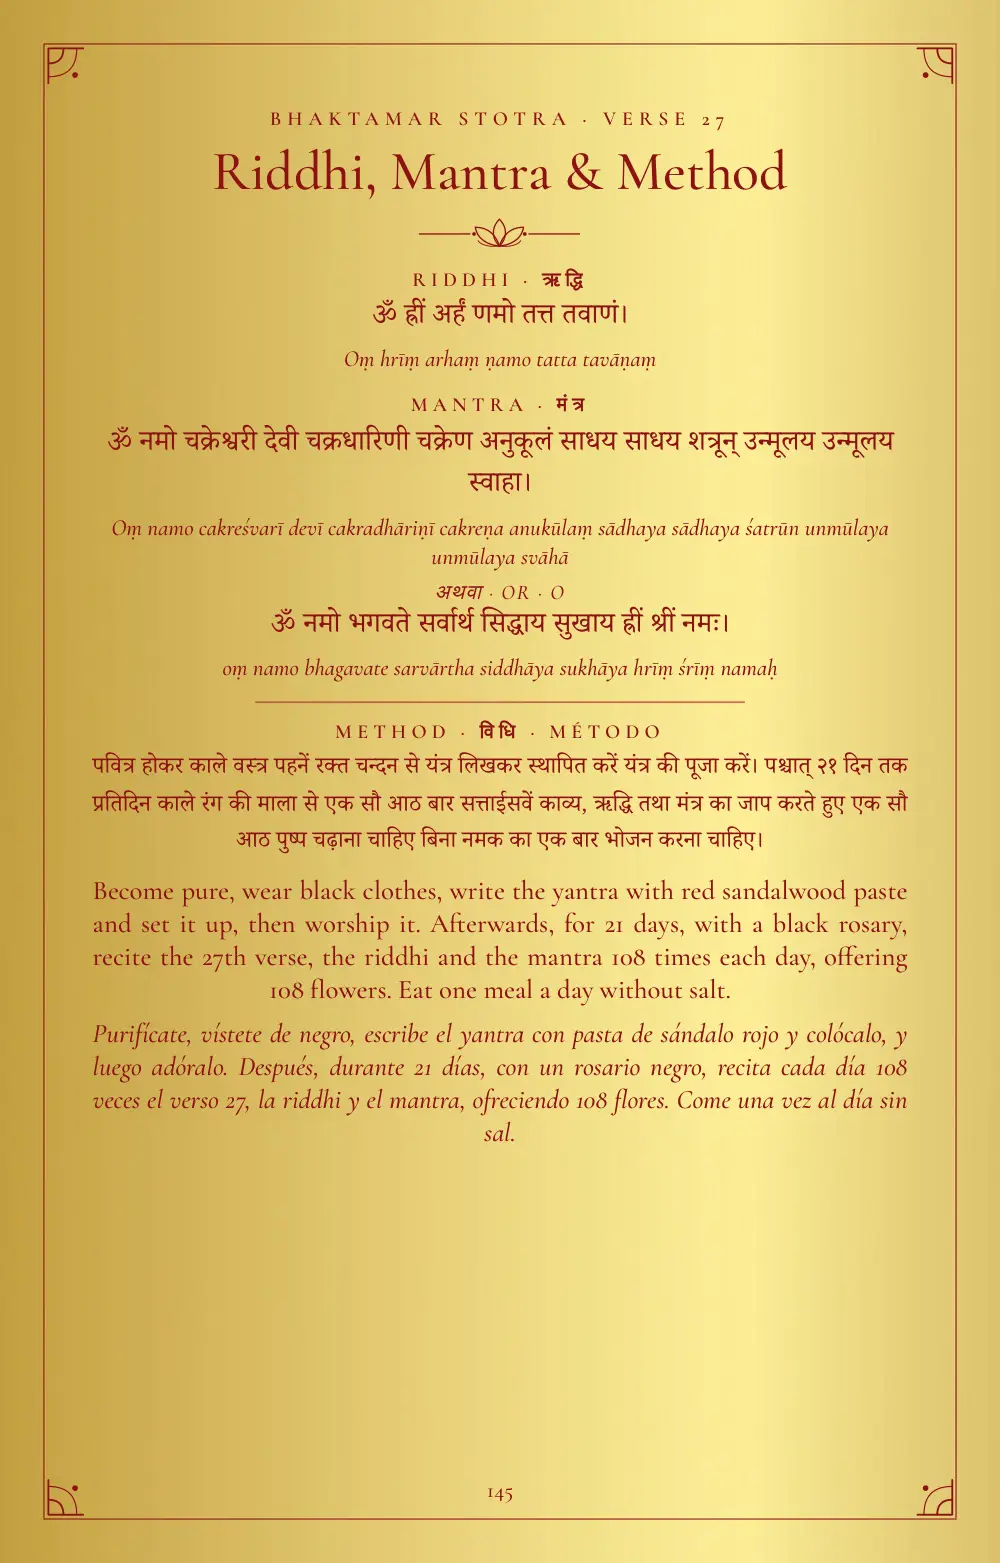 BHAKTAMAR STOTRA · VERSE 27
Riddhi, Mantra & Method
RIDDHI · ऋद्धि
ॐ ह्रीं अर्हं णमो तत्त तवाणं।
Oṃ hrīṃ arhaṃ ṇamo tatta tavāṇaṃ
MANTRA · मंत्र
ॐ नमो चक्रेश्वरी देवी चक्रधारिणी चक्रेण अनुकूलं साधय साधय शत्रून् उन्मूलय उन्मूलय
स्वाहा।
Oṃ namo cakreśvarī devī cakradhāriṇī cakreṇa anukūlaṃ sādhaya sādhaya śatrūn unmūlaya
unmūlaya svāhā
अथवा · OR · O
ॐ नमो भगवते सर्वार्थ सिद्धाय सुखाय ह्रीं श्रीं नमः।
oṃ namo bhagavate sarvārtha siddhāya sukhāya hrīṃ śrīṃ namaḥ
METHOD · विधि · MÉTODO
पवित्र होकर काले वस्त्र पहनें रक्त चन्दन से यंत्र लिखकर स्थापित करें यंत्र की पूजा करें। पश्चात् २१ दिन तक
प्रतिदिन काले रंग की माला से एक सौ आठ बार सत्ताईसवें काव्य, ऋद्धि तथा मंत्र का जाप करते हुए एक सौ
आठ पुष्प चढ़ाना चाहिए बिना नमक का एक बार भोजन करना चाहिए।
Become pure, wear black clothes, write the yantra with red sandalwood paste
and set it up, then worship it. Afterwards, for 21 days, with a black rosary,
recite the 27th verse, the riddhi and the mantra 108 times each day, offering
108 flowers. Eat one meal a day without salt.
Purifícate, vístete de negro, escribe el yantra con pasta de sándalo rojo y colócalo, y
luego adóralo. Después, durante 21 días, con un rosario negro, recita cada día 108
veces el verso 27, la riddhi y el mantra, ofreciendo 108 flores. Come una vez al día sin
sal.
145